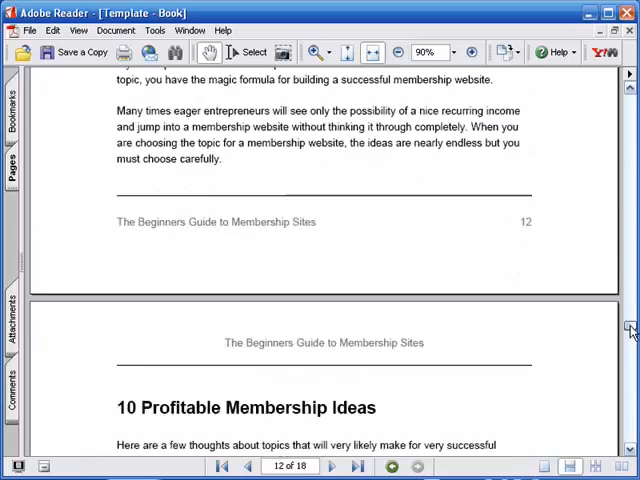 Adobe Reader - [Template - Book]
File Edit View Document Tools Window Help
Save a Copy Select 90% Help Y!
Bookmarks
Pages
Attachments
Comments
topic, you have the magic formula for building a successful membership website.
Many times eager entrepreneurs will see only the possibility of a nice recurring income
and jump into a membership website without thinking it through completely. When you
are choosing the topic for a membership website, the ideas are nearly endless but you
must choose carefully.
The Beginners Guide to Membership Sites 12
The Beginners Guide to Membership Sites
10 Profitable Membership Ideas
Here are a few thoughts about topics that will very likely make for very successful
12 of 18